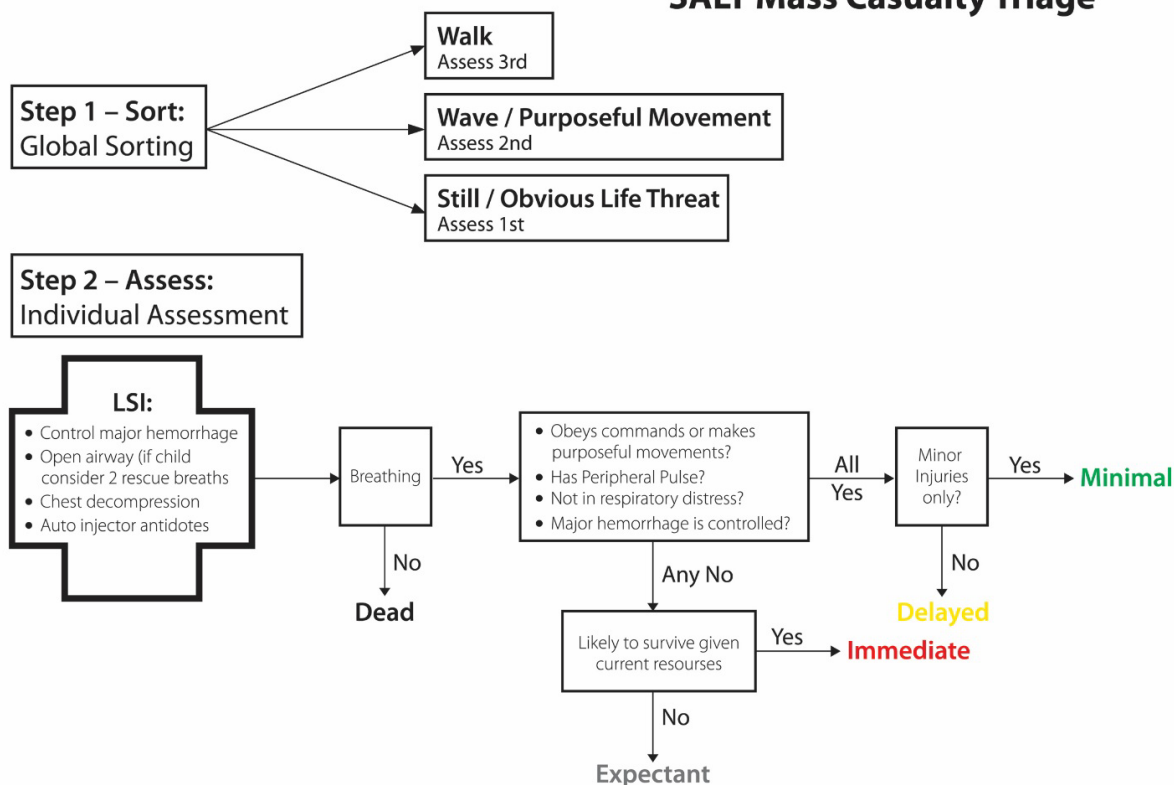 SALT Mass Casualty Triage
Walk
Assess 3rd
Step 1 – Sort:
Global Sorting
Wave / Purposeful Movement
Assess 2nd
Still / Obvious Life Threat
Assess 1st
Step 2 – Assess:
Individual Assessment
LSI:
• Control major hemorrhage
• Open airway (if child
consider 2 rescue breaths
• Chest decompression
• Auto injector antidotes
Breathing
Yes
No
Dead
• Obeys commands or makes
purposeful movements?
• Has Peripheral Pulse?
• Not in respiratory distress?
• Major hemorrhage is controlled?
All
Yes
Minor
Injuries
only?
Yes
Minimal
No
Delayed
Any No
Likely to survive given
current resourses
Yes
Immediate
No
Expectant